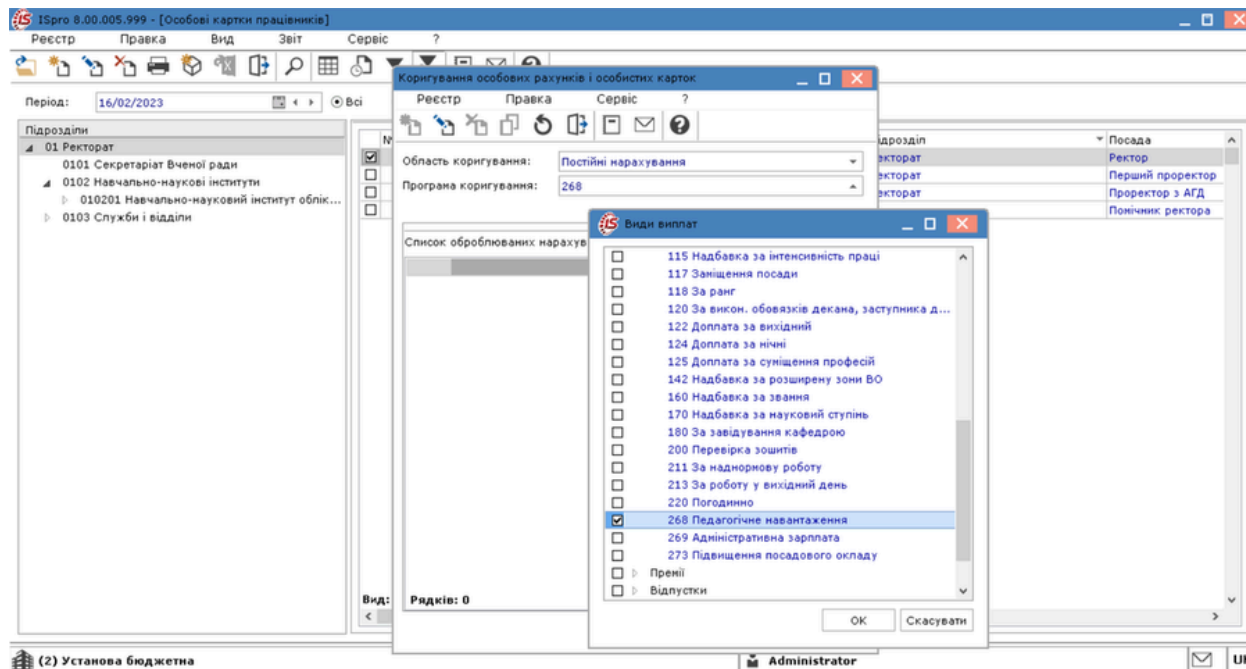 ISpro 8.00.005.999 - [Особові картки працівників]
Реєстр Правка Вид Звіт Сервіс ?
Період: 16/02/2023 Всі
Підрозділи
01 Ректорат
0101 Секретаріат Вченої ради
0102 Навчально-наукові інститути
010201 Навчально-науковий інститут облік...
0103 Служби і відділи
№
ідрозділ Посада
екторат Ректор
екторат Перший проректор
екторат Проректор з АГД
Помічник ректора
Вид:
Коригування особових рахунків і особистих карток
Реєстр Правка Сервіс ?
Область коригування: Постійні нарахування
Програма коригування: 268
Список оброблюваних нарахув
Рядків: 0
Види виплат
115 Надбавка за інтенсивність праці
117 Заміщення посади
118 За ранг
120 За викон. обовязків декана, заступника д...
122 Доплата за вихідний
124 Доплата за нічні
125 Доплата за суміщення професій
142 Надбавка за розширену зони ВО
160 Надбавка за звання
170 Надбавка за науковий ступінь
180 За завідування кафедрою
200 Перевірка зошитів
211 За наднормову роботу
213 За роботу у вихідний день
220 Погодинно
268 Педагогічне навантаження
269 Адміністративна зарплата
273 Підвищення посадового окладу
Премії
Відпустки
ОК Скасувати
(2) Установа бюджетна
Administrator